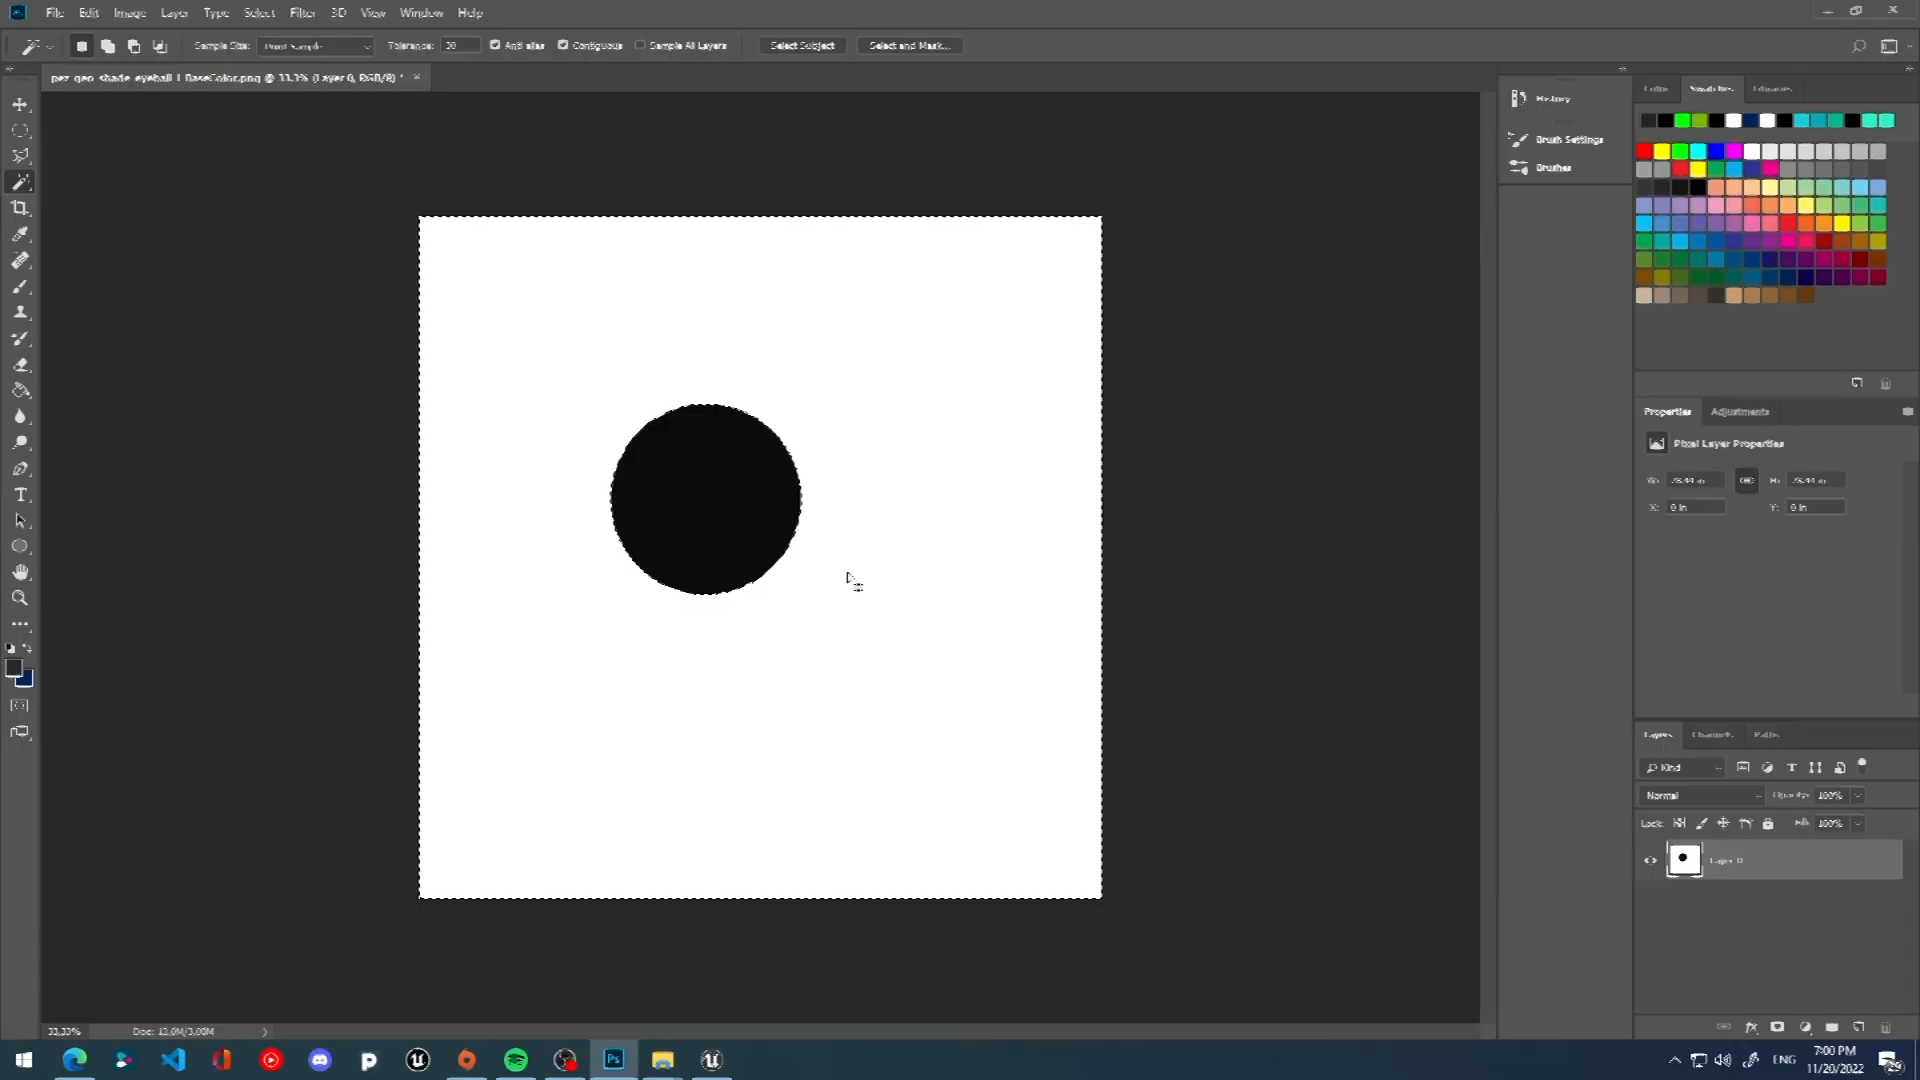 File Edit Image Layer Type Select Filter 3D View Window Help
Sample Size: Point Sample Tolerance: Anti-alias Contiguous Sample All Layers Select Subject Select and Mask...
geo shade eyeball 1 BaseColor.png @ 33.3% (Layer 0, RGB/8) *
History
Brush Settings
Brushes
Color Swatches Libraries
Properties Adjustments
Pixel Layer Properties
W: H:
X: 0 in Y: 0 in
Layers Channels Paths
Kind
Normal Opacity: 100%
Lock: Fill: 100%
Layer 0
33.33% Doc: 12.0M/3.00M
ENG
7:00 PM
11/20/2022